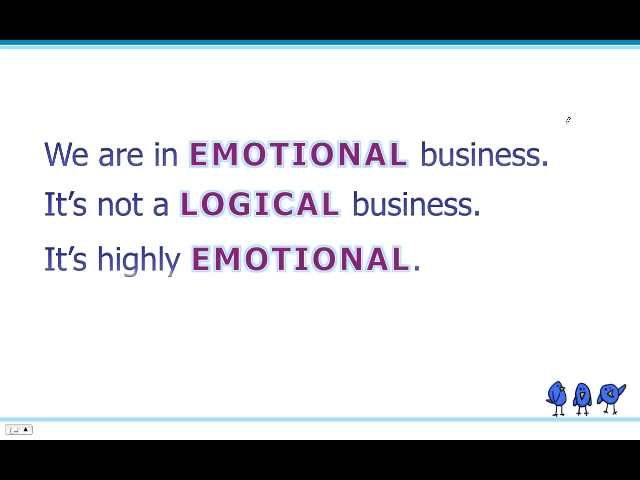 We are in EMOTIONAL business.
It’s not a LOGICAL business.
It’s highly EMOTIONAL.